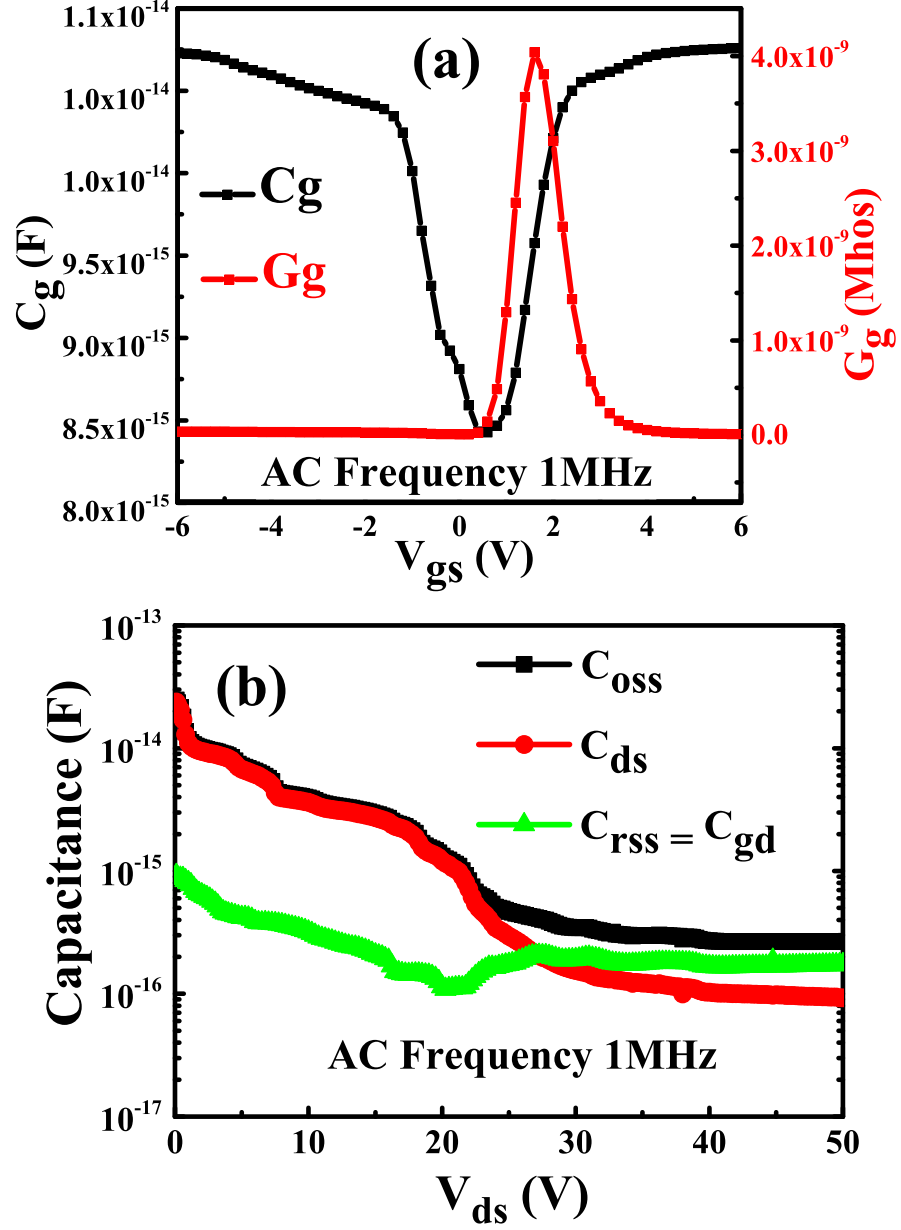 1.1x10⁻¹⁴
1.0x10⁻¹⁴
1.0x10⁻¹⁴
9.5x10⁻¹⁵
9.0x10⁻¹⁵
8.5x10⁻¹⁵
8.0x10⁻¹⁵
C_g (F)
(a)
Cg
Gg
AC Frequency 1MHz
4.0x10⁻⁹
3.0x10⁻⁹
2.0x10⁻⁹
1.0x10⁻⁹
0.0
G_g (Mhos)
-6 -4 -2 0 2 4 6
V_gs (V)
10⁻¹³
10⁻¹⁴
10⁻¹⁵
10⁻¹⁶
10⁻¹⁷
Capacitance (F)
(b)
C_oss
C_ds
C_rss = C_gd
AC Frequency 1MHz
0 10 20 30 40 50
V_ds (V)